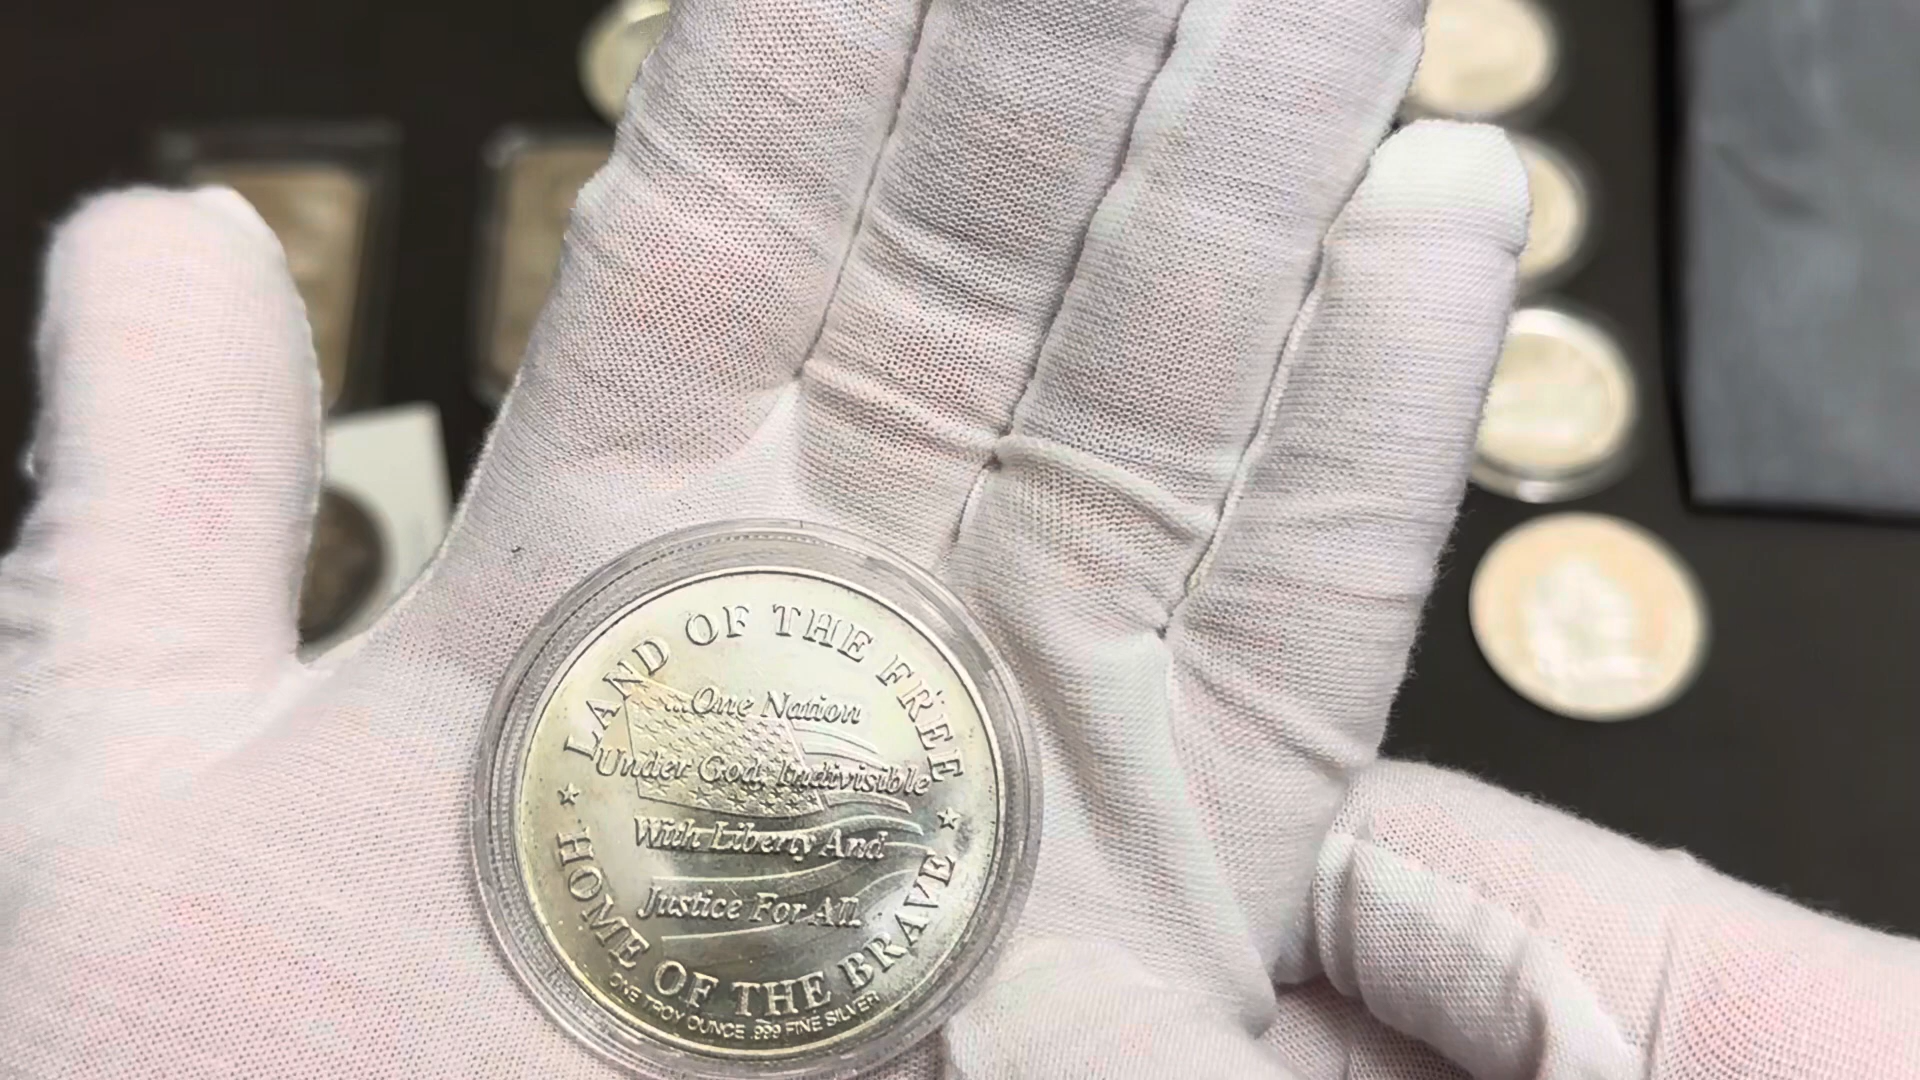 LAND OF THE FREE
...One Nation
Under God, Indivisible
With Liberty And
Justice For All.
HOME OF THE BRAVE
ONE TROY OUNCE .999 FINE SILVER